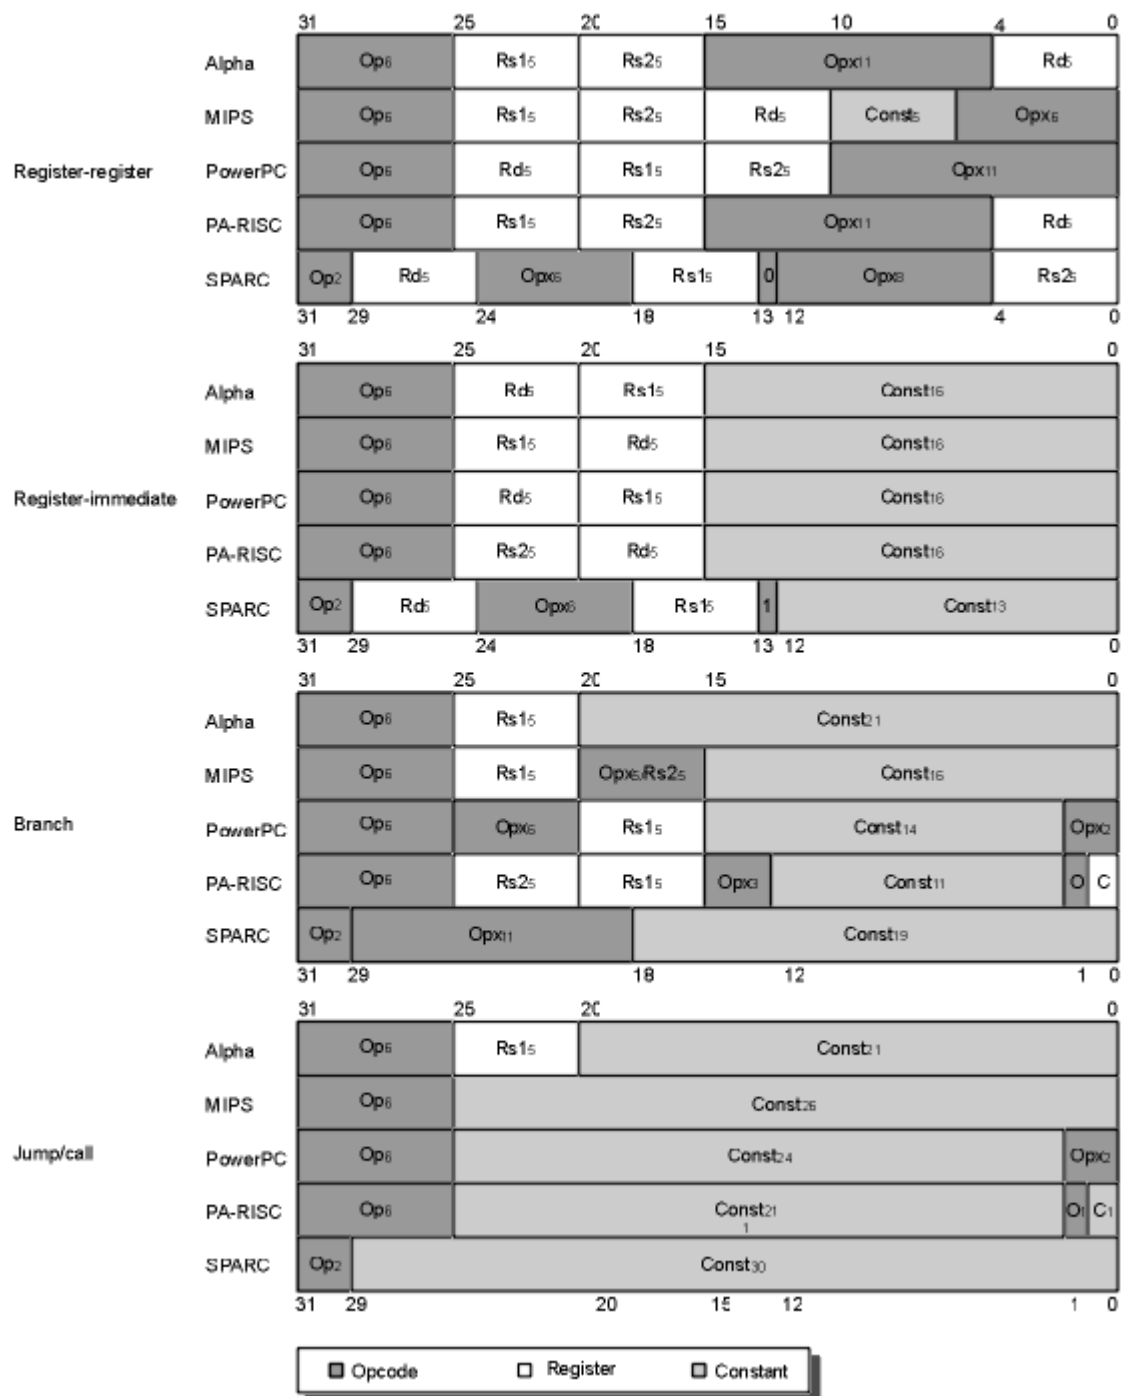 31 25 20 15 10 4 0
Alpha Op6 Rs15 Rs25 Opx11 Rd5
MIPS Op6 Rs15 Rs25 Rd5 Const5 Opx6
Register-register PowerPC Op6 Rd5 Rs15 Rs25 Opx11
PA-RISC Op6 Rs15 Rs25 Opx11 Rd5
SPARC Op2 Rd5 Opx6 Rs15 0 Opx8 Rs25
31 29 24 18 13 12 4 0
31 25 20 15 0
Alpha Op6 Rd5 Rs15 Const16
MIPS Op6 Rs15 Rd5 Const16
Register-immediate PowerPC Op6 Rd5 Rs15 Const16
PA-RISC Op6 Rs25 Rd5 Const16
SPARC Op2 Rd5 Opx6 Rs15 1 Const13
31 29 24 18 13 12 0
31 25 20 15 0
Alpha Op6 Rs15 Const21
MIPS Op6 Rs15 Opx5/Rs25 Const16
Branch PowerPC Op6 Opx6 Rs15 Const14 Opx2
PA-RISC Op6 Rs25 Rs15 Opx3 Const11 O C
SPARC Op2 Opx11 Const19
31 29 18 12 1 0
31 25 20 0
Alpha Op6 Rs15 Const21
MIPS Op6 Const26
Jump/call PowerPC Op6 Const24 Opx2
PA-RISC Op6 Const21 O1 C1
1
SPARC Op2 Const30
31 29 20 15 12 1 0
Opcode Register Constant